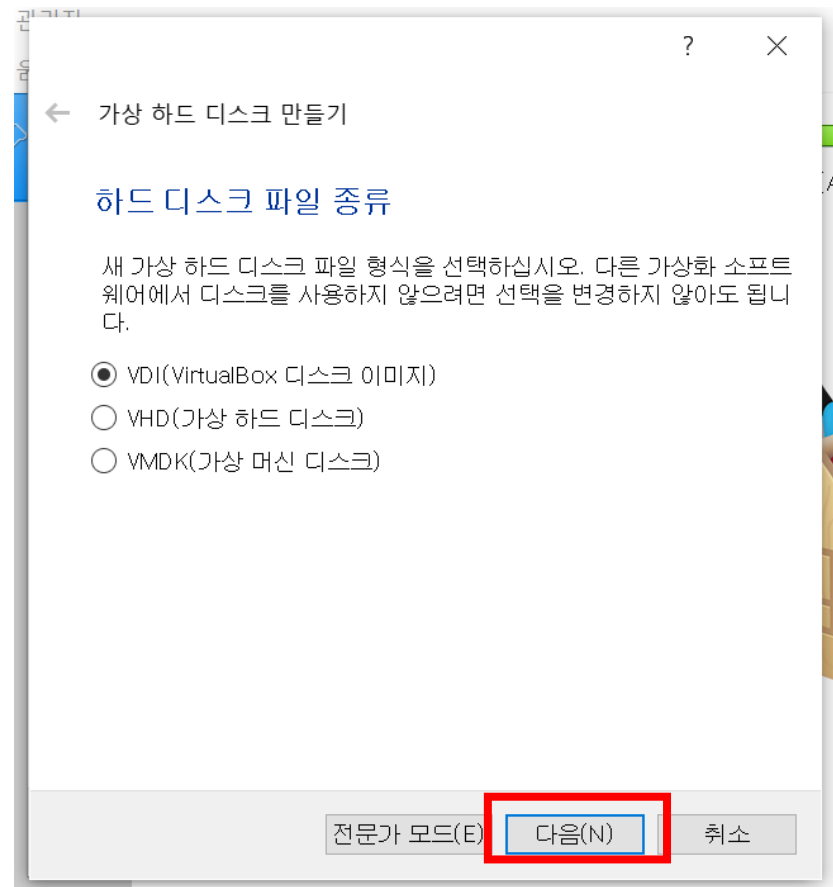 ?
가상 하드 디스크 만들기
하드 디스크 파일 종류
새 가상 하드 디스크 파일 형식을 선택하십시오. 다른 가상화 소프트
웨어에서 디스크를 사용하지 않으려면 선택을 변경하지 않아도 됩니
다.
VDI(VirtualBox 디스크 이미지)
VHD(가상 하드 디스크)
VMDK(가상 머신 디스크)
전문가 모드(E) 다음(N) 취소